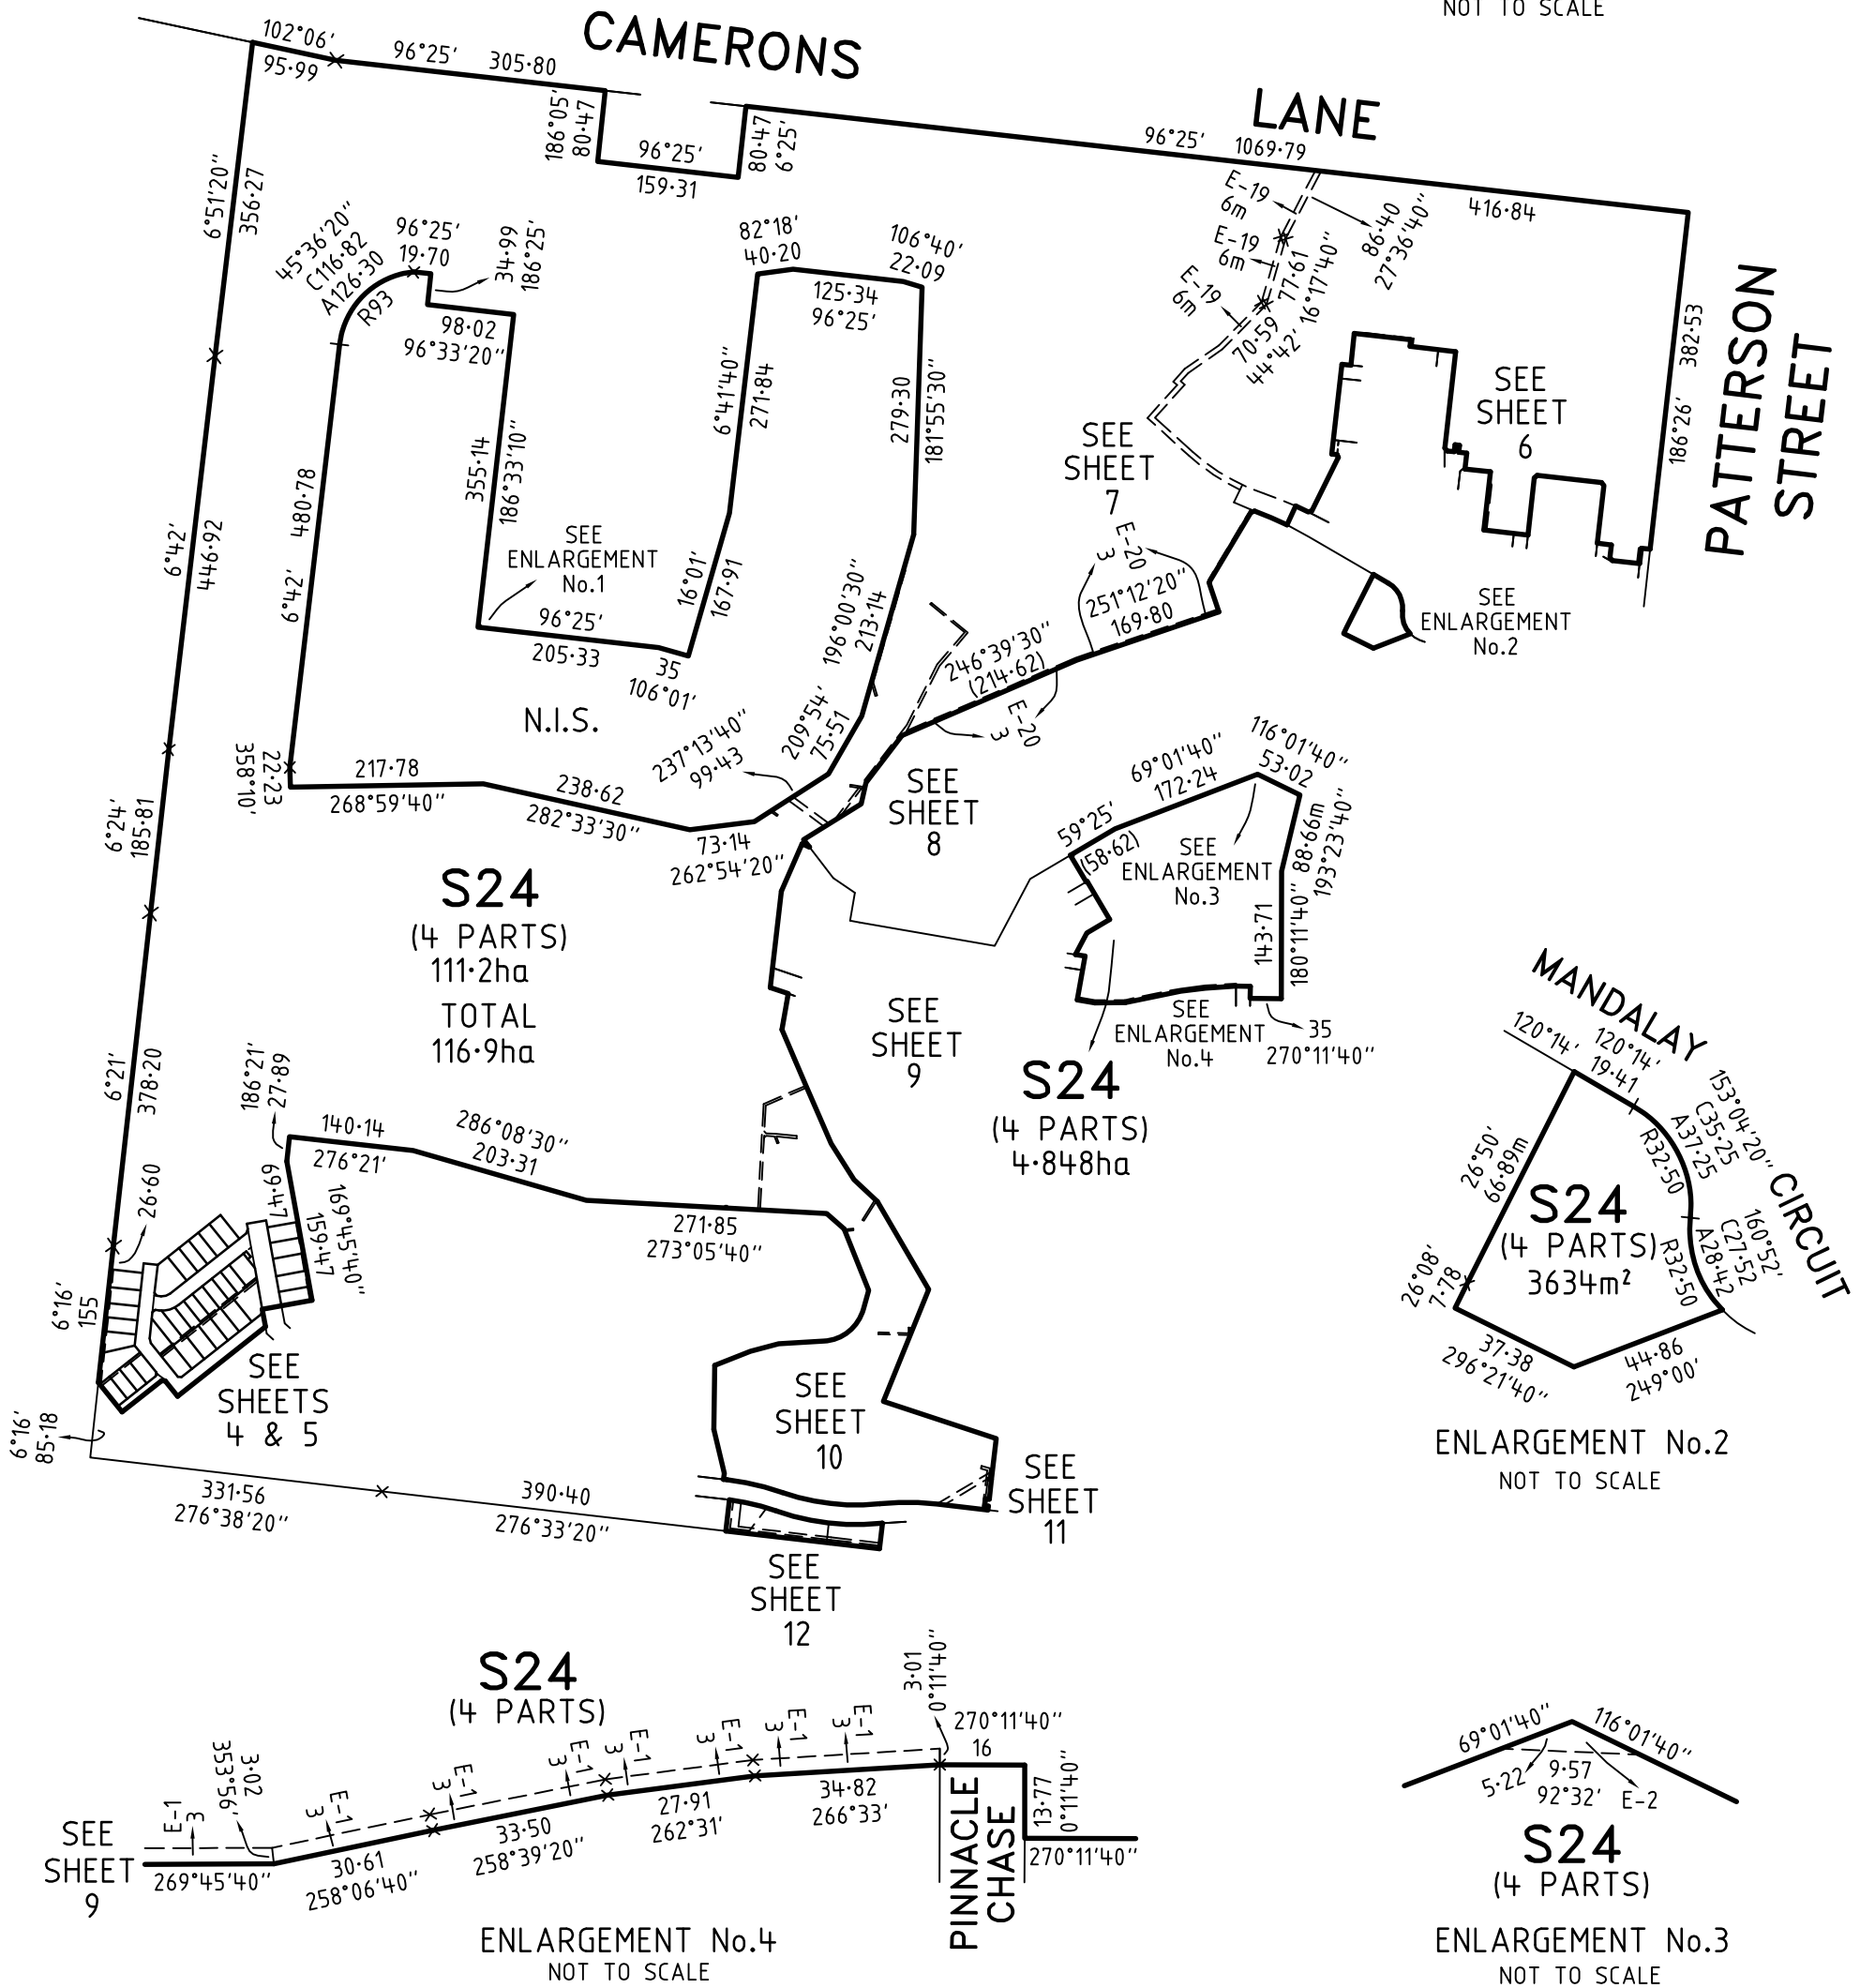 NOT TO SCALE
CAMERONS
LANE
102°06'
95·99
96°25'
305·80
186°05'
80·47
96°25'
159·31
80·47
6°25'
96°25'
1069·79
416·84
E-19
6m
E-19
6m
E-19
6m
86·40
27°36'40"
77·61
16°17'40"
70·59
44°42'
382·53
186°26'
PATTERSON
STREET
6°51'20"
356·27
45°36'20"
C116·82
A126·30
R93
96°25'
19·70
34·99
186°25'
98·02
96°33'20"
82°18'
40·20
106°40'
22·09
125·34
96°25'
6°41'40"
271·84
279·30
181°55'30"
SEE
SHEET
6
SEE
SHEET
7
480·78
6°42'
355·14
186°33'10"
SEE
ENLARGEMENT
No.1
6°42'
446·92
16°01'
167·91
96°25'
205·33
35
106°01'
196°00'30"
213·14
E-20
3
251°12'20"
169·80
246°39'30"
(214·62)
E-20
3
SEE
ENLARGEMENT
No.2
N.I.S.
209°54'
75·51
237°13'40"
99·43
22·23
358°10'
217·78
268°59'40"
238·62
282°33'30"
73·14
262°54'20"
SEE
SHEET
8
6°24'
185·81
69°01'40"
172·24
116°01'40"
53·02
59°25'
(58·62)
88·66m
193°23'40"
SEE
ENLARGEMENT
No.3
143·71
180°11'40"
S24
(4 PARTS)
111·2ha
TOTAL
116·9ha
SEE
SHEET
9
SEE
ENLARGEMENT
No.4
35
270°11'40"
S24
(4 PARTS)
4·848ha
6°21'
378·20
186°21'
27·89
140·14
276°21'
286°08'30"
203·31
271·85
273°05'40"
26·60
69·47
169°45'40"
159·47
6°16'
155
SEE
SHEETS
4 & 5
6°16'
85·18
331·56
276°38'20"
390·40
276°33'20"
SEE
SHEET
10
SEE
SHEET
11
SEE
SHEET
12
MANDALAY
CIRCUIT
120°14'
120°14'
19·41
153°04'20"
C35·25
A37·25
R32·50
160°52'
C27·52
A28·42
R32·50
26°50'
66·89m
S24
(4 PARTS)
3634m²
26°08'
7·78
37·38
296°21'40"
44·86
249°00'
ENLARGEMENT No.2
NOT TO SCALE
S24
(4 PARTS)
3·01
0°11'40"
270°11'40"
16
E-1
3
E-1
3
E-1
3
E-1
3
E-1
3
E-1
3
E-1
3
E-1
3
3·02
353°56'
SEE
SHEET
9
269°45'40"
30·61
258°06'40"
33·50
258°39'20"
27·91
262°31'
34·82
266°33'
PINNACLE
CHASE
13·77
0°11'40"
270°11'40"
ENLARGEMENT No.4
NOT TO SCALE
69°01'40"
116°01'40"
5·22
9·57
92°32'
E-2
S24
(4 PARTS)
ENLARGEMENT No.3
NOT TO SCALE